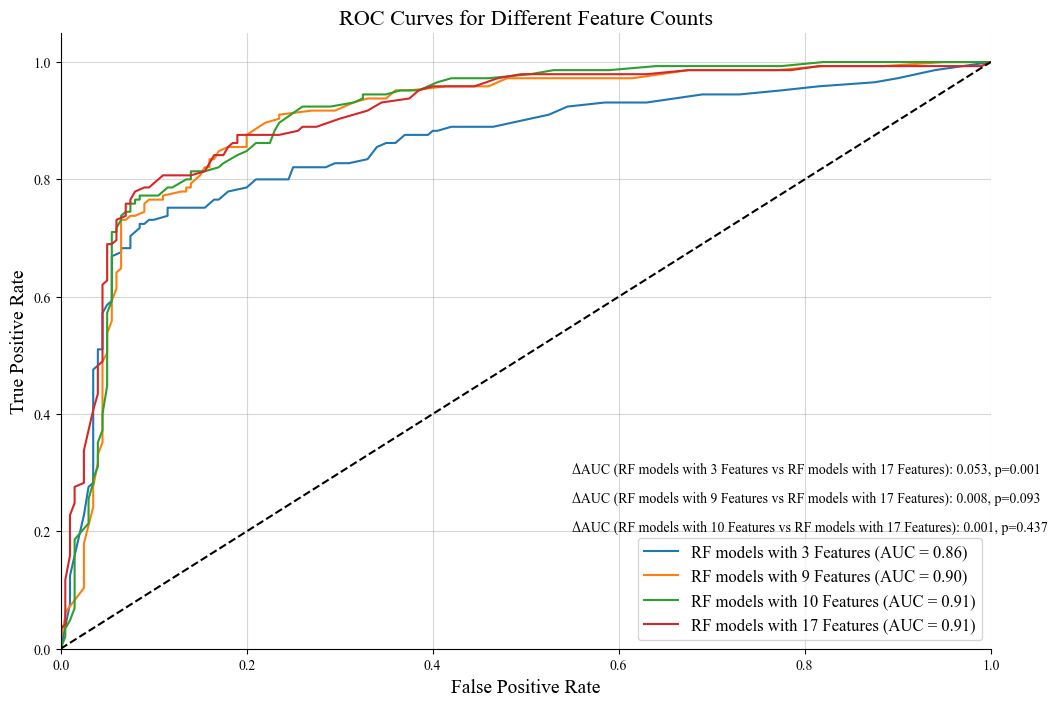 ROC Curves for Different Feature Counts
1.0
0.8
0.6
0.4
0.2
0.0
True Positive Rate
ΔAUC (RF models with 3 Features vs RF models with 17 Features): 0.053, p=0.001
ΔAUC (RF models with 9 Features vs RF models with 17 Features): 0.008, p=0.093
ΔAUC (RF models with 10 Features vs RF models with 17 Features): 0.001, p=0.437
RF models with 3 Features (AUC = 0.86)
RF models with 9 Features (AUC = 0.90)
RF models with 10 Features (AUC = 0.91)
RF models with 17 Features (AUC = 0.91)
0.0 0.2 0.4 0.6 0.8 1.0
False Positive Rate